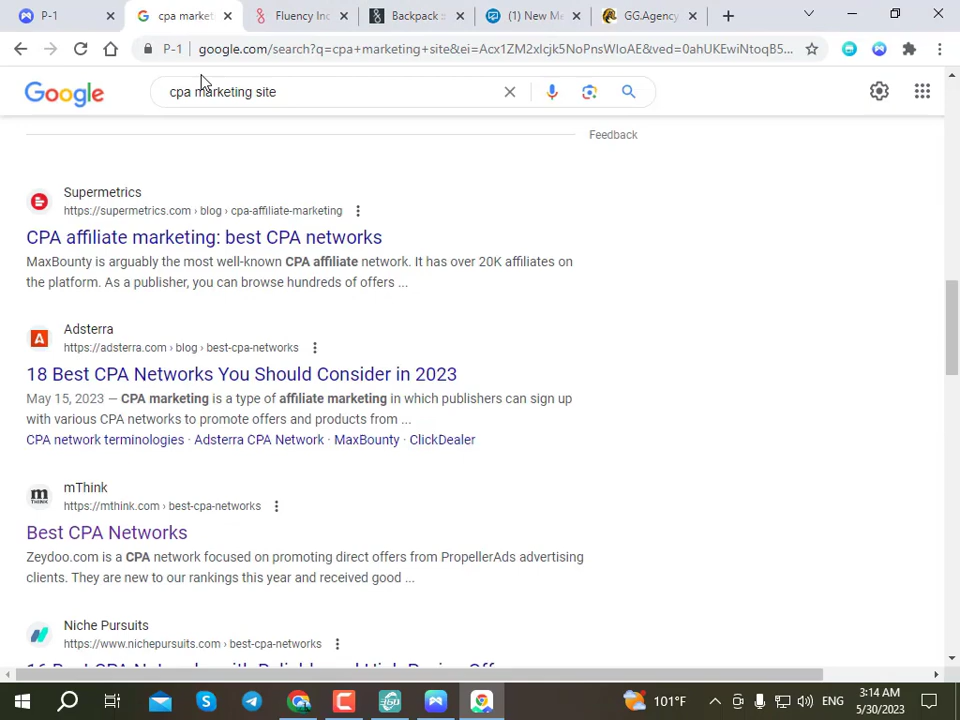 P-1
cpa market
Fluency Inc
Backpack
(1) New Me
GG.Agency
P-1
google.com/search?q=cpa+marketing+site&ei=Acx1ZM2xIcjk5NoPnsWIoAE&ved=0ahUKEwiNtoqB5...
Google
cpa marketing site
Feedback
Supermetrics
https://supermetrics.com › blog › cpa-affiliate-marketing
CPA affiliate marketing: best CPA networks
MaxBounty is arguably the most well-known CPA affiliate network. It has over 20K affiliates on
the platform. As a publisher, you can browse hundreds of offers ...
Adsterra
https://adsterra.com › blog › best-cpa-networks
18 Best CPA Networks You Should Consider in 2023
May 15, 2023 — CPA marketing is a type of affiliate marketing in which publishers can sign up
with various CPA networks to promote offers and products from ...
CPA network terminologies · Adsterra CPA Network · MaxBounty · ClickDealer
mThink
https://mthink.com › best-cpa-networks
Best CPA Networks
Zeydoo.com is a CPA network focused on promoting direct offers from PropellerAds advertising
clients. They are new to our rankings this year and received good ...
Niche Pursuits
https://www.nichepursuits.com › best-cpa-networks
101°F
ENG
3:14 AM
5/30/2023